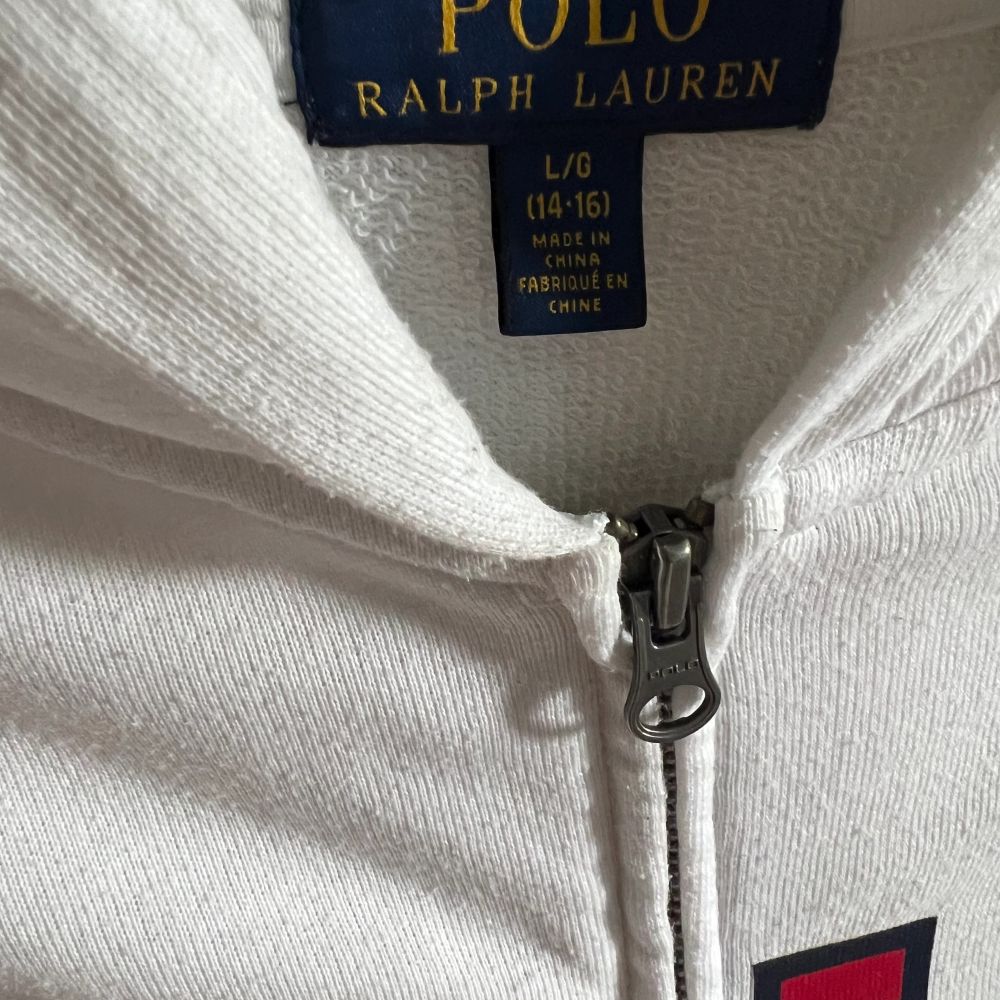 POLO
RALPH LAUREN
L/G
(14·16)
MADE IN
CHINA
FABRIQUÉ EN
CHINE
POLO